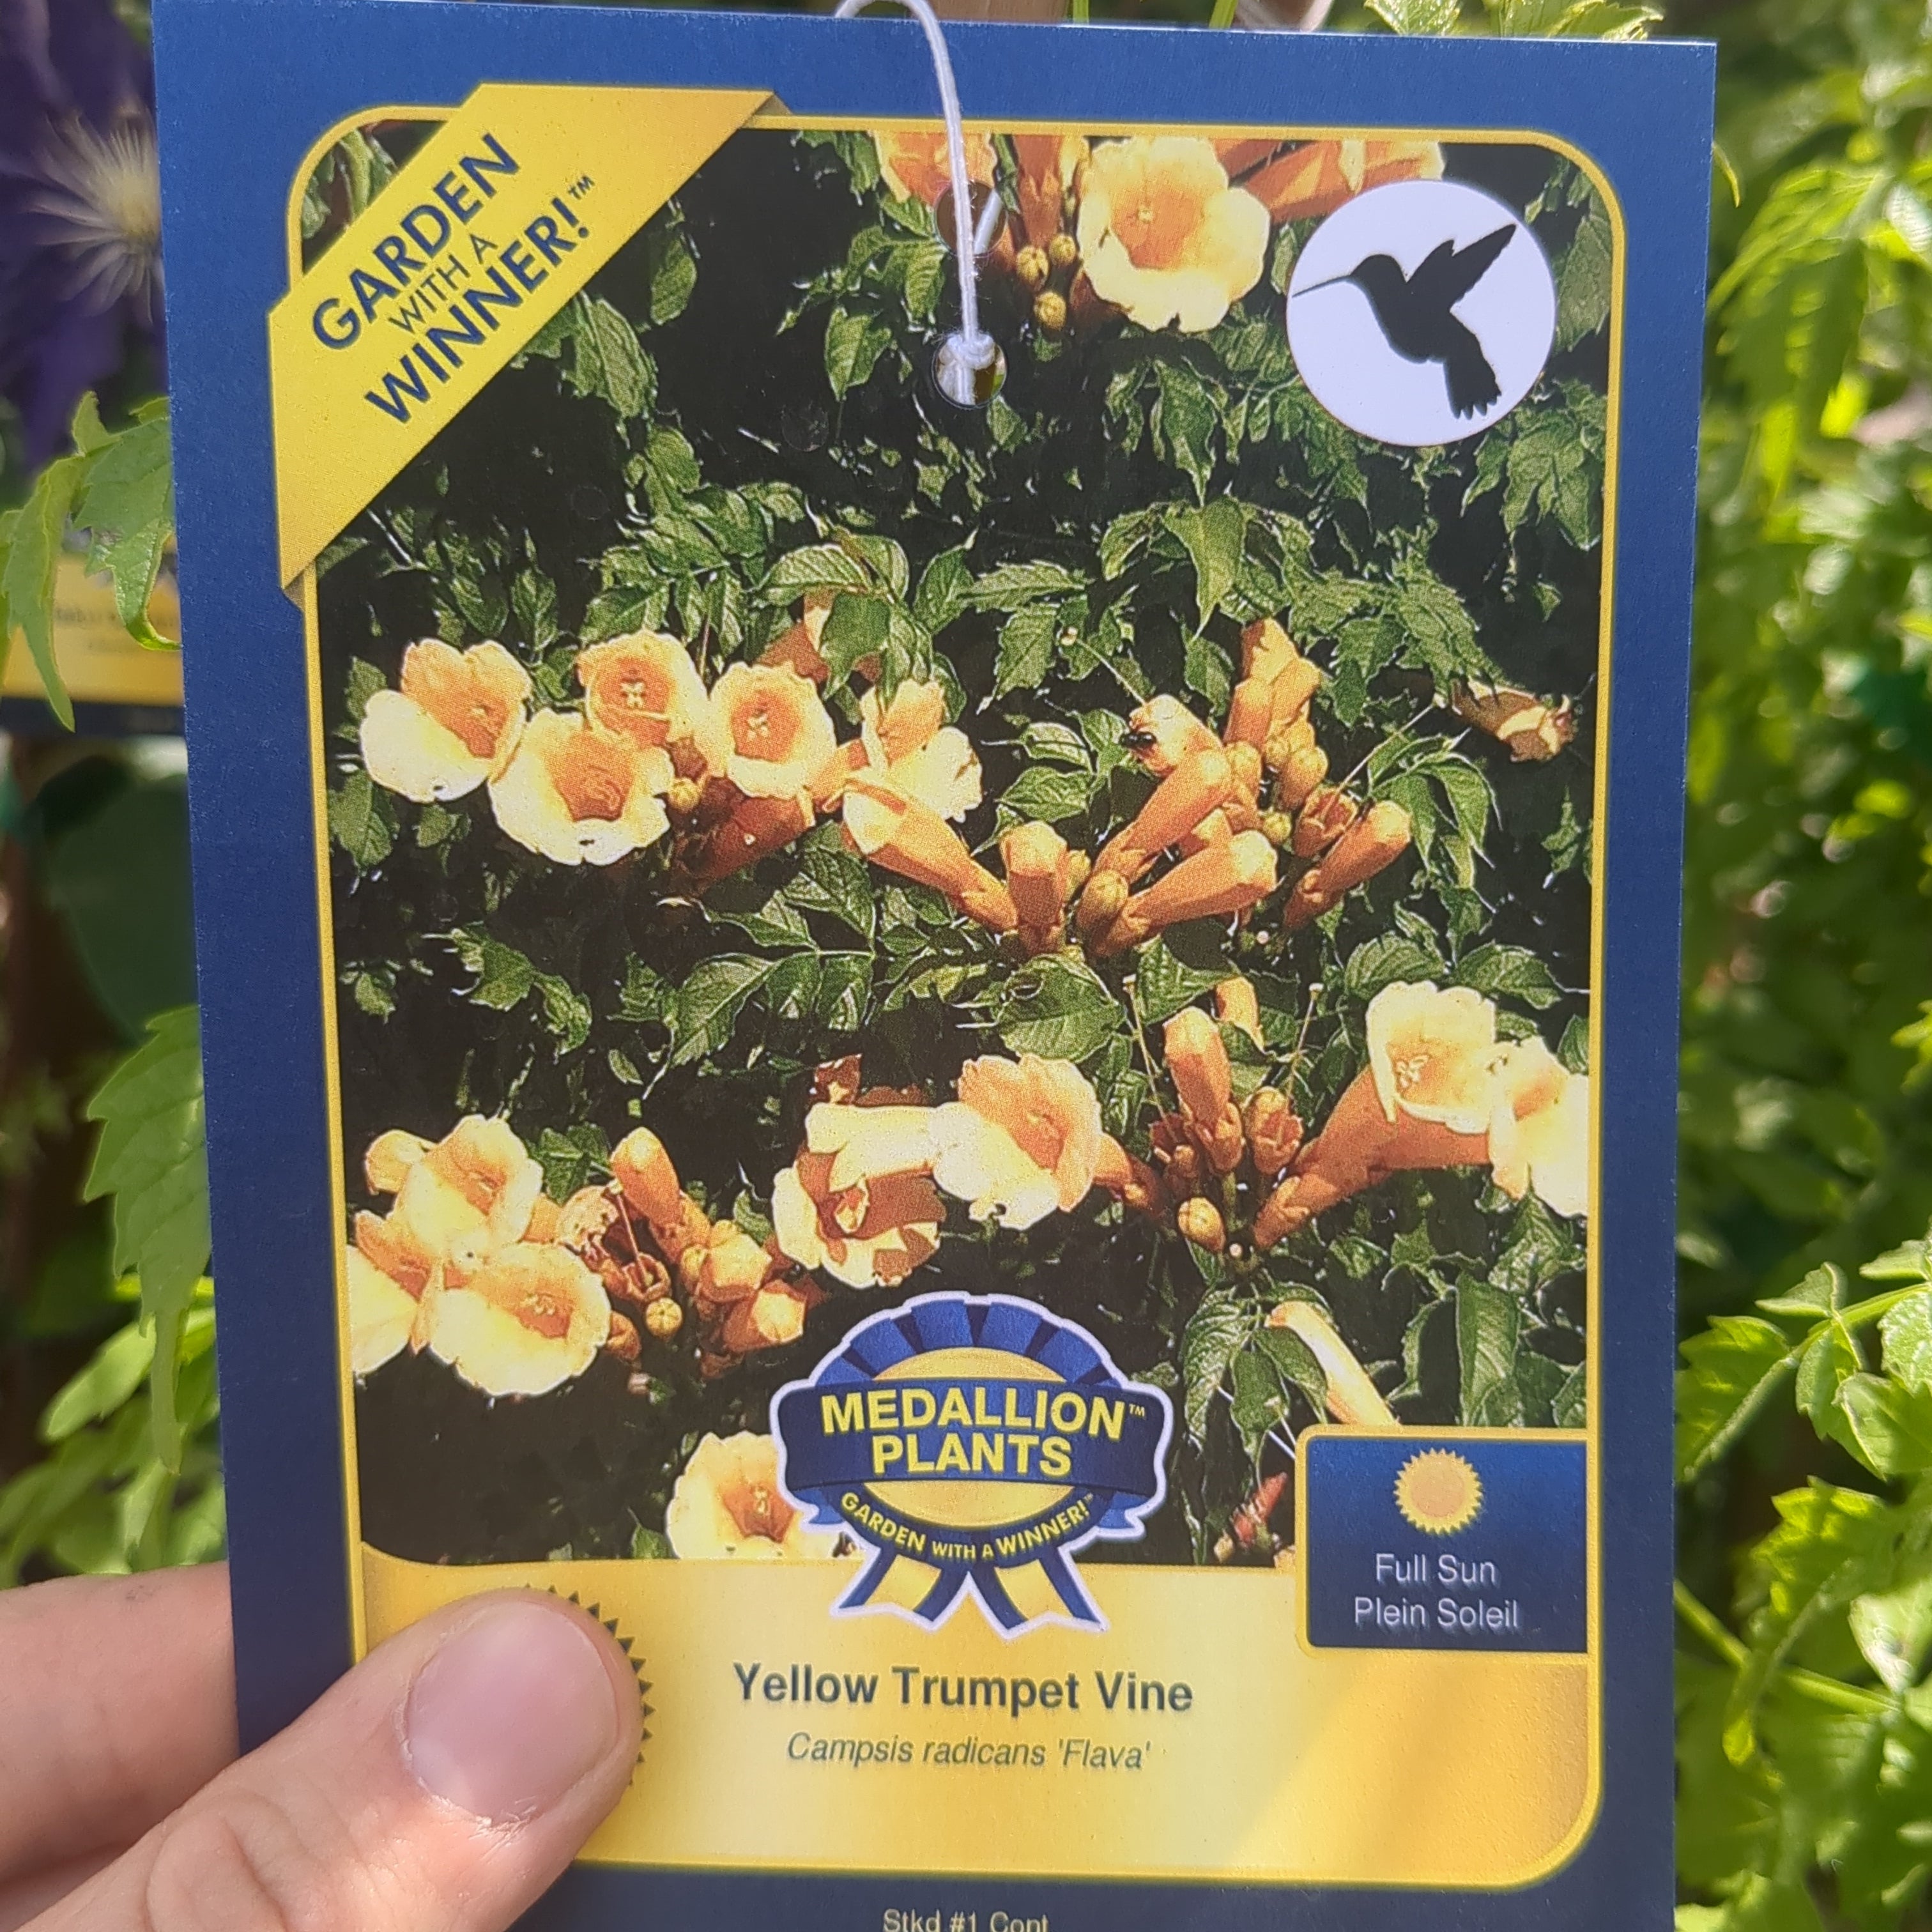 GARDEN
WITH A
WINNER!™
MEDALLION™
PLANTS
GARDEN WITH A WINNER!™
Full Sun
Plein Soleil
Yellow Trumpet Vine
Campsis radicans 'Flava'
Stkd #1 Cont